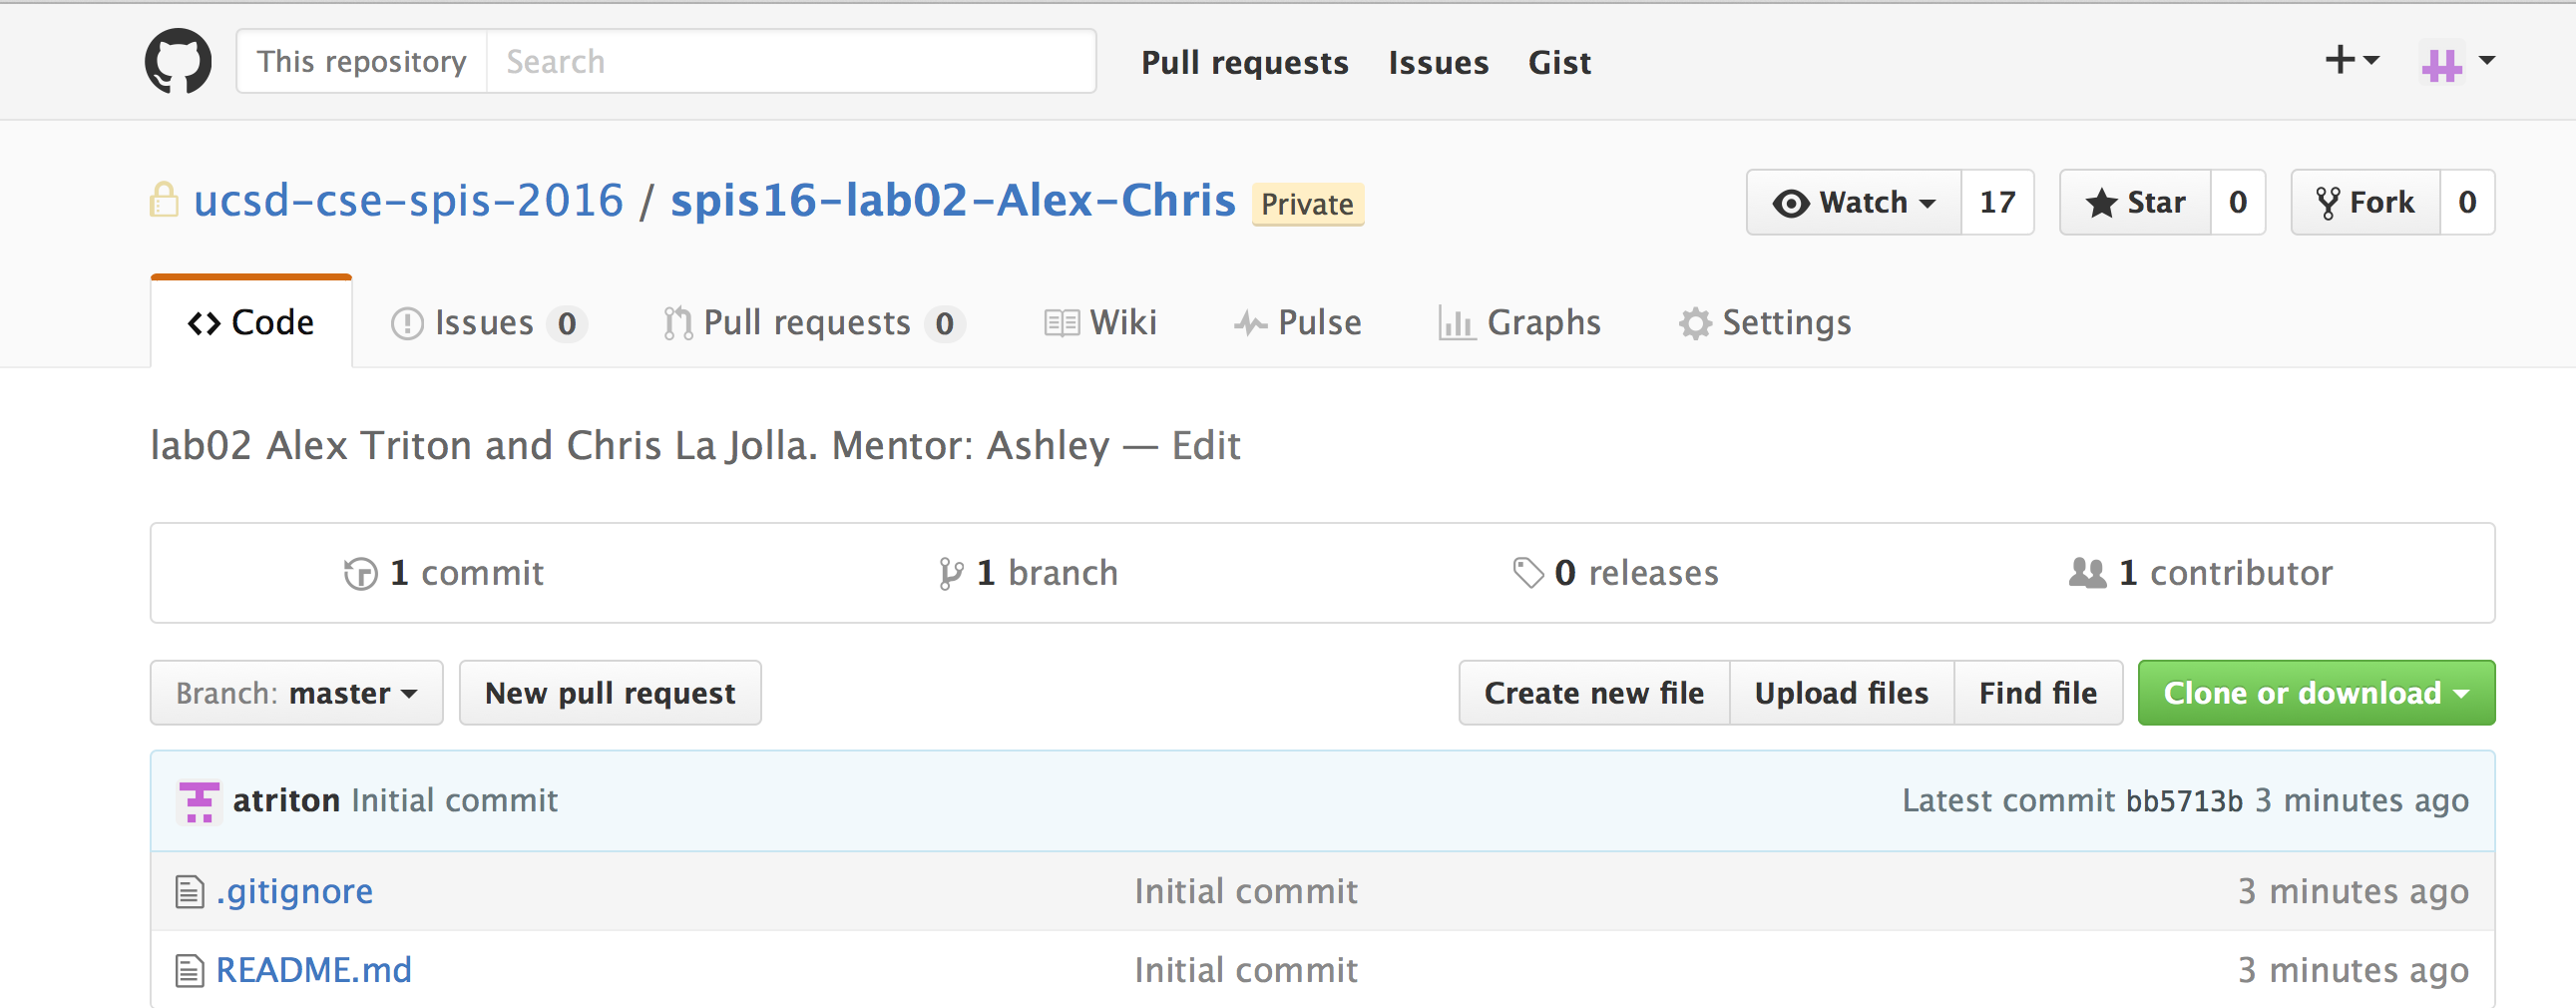 This repository Search Pull requests Issues Gist
ucsd-cse-spis-2016 / spis16-lab02-Alex-Chris Private Watch 17 Star 0 Fork 0
Code Issues 0 Pull requests 0 Wiki Pulse Graphs Settings
lab02 Alex Triton and Chris La Jolla. Mentor: Ashley — Edit
1 commit 1 branch 0 releases 1 contributor
Branch: master New pull request Create new file Upload files Find file Clone or download
atriton Initial commit Latest commit bb5713b 3 minutes ago
.gitignore Initial commit 3 minutes ago
README.md Initial commit 3 minutes ago